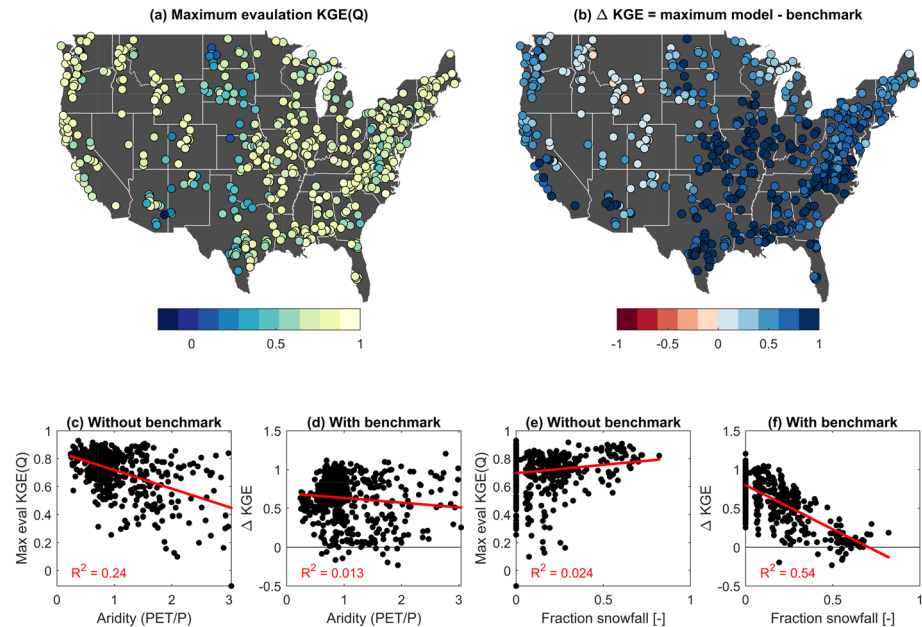 (a) Maximum evaulation KGE(Q)
(b) Δ KGE = maximum model - benchmark
0 0.5 1
-1 -0.5 0 0.5 1
(c) Without benchmark
(d) With benchmark
(e) Without benchmark
(f) With benchmark
Max eval KGE(Q)
1
0.8
0.6
0.4
0.2
0
R² = 0.24
0 1 2 3
Aridity (PET/P)
Δ KGE
1.5
1
0.5
0
-0.5
R² = 0.013
0 1 2 3
Aridity (PET/P)
Max eval KGE(Q)
1
0.8
0.6
0.4
0.2
0
R² = 0.024
0 0.5 1
Fraction snowfall [-]
Δ KGE
1.5
1
0.5
0
-0.5
R² = 0.54
0 0.5 1
Fraction snowfall [-]